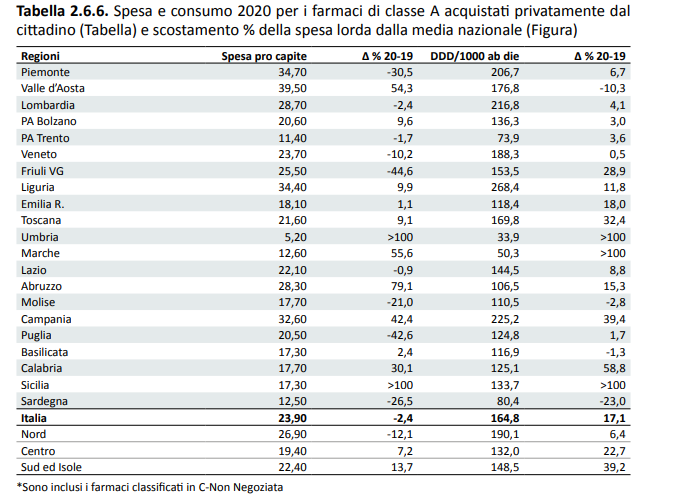 Tabella 2.6.6. Spesa e consumo 2020 per i farmaci di classe A acquistati privatamente dal
cittadino (Tabella) e scostamento % della spesa lorda dalla media nazionale (Figura)
Regioni Spesa pro capite Δ % 20-19 DDD/1000 ab die Δ % 20-19
Piemonte 34,70 -30,5 206,7 6,7
Valle d’Aosta 39,50 54,3 176,8 -10,3
Lombardia 28,70 -2,4 216,8 4,1
PA Bolzano 20,60 9,6 136,3 3,0
PA Trento 11,40 -1,7 73,9 3,6
Veneto 23,70 -10,2 188,3 0,5
Friuli VG 25,50 -44,6 153,5 28,9
Liguria 34,40 9,9 268,4 11,8
Emilia R. 18,10 1,1 118,4 18,0
Toscana 21,60 9,1 169,8 32,4
Umbria 5,20 >100 33,9 >100
Marche 12,60 55,6 50,3 >100
Lazio 22,10 -0,9 144,5 8,8
Abruzzo 28,30 79,1 106,5 15,3
Molise 17,70 -21,0 110,5 -2,8
Campania 32,60 42,4 225,2 39,4
Puglia 20,50 -42,6 124,8 1,7
Basilicata 17,30 2,4 116,9 -1,3
Calabria 17,70 30,1 125,1 58,8
Sicilia 17,30 >100 133,7 >100
Sardegna 12,50 -26,5 80,4 -23,0
Italia 23,90 -2,4 164,8 17,1
Nord 26,90 -12,1 190,1 6,4
Centro 19,40 7,2 132,0 22,7
Sud ed Isole 22,40 13,7 148,5 39,2
*Sono inclusi i farmaci classificati in C-Non Negoziata